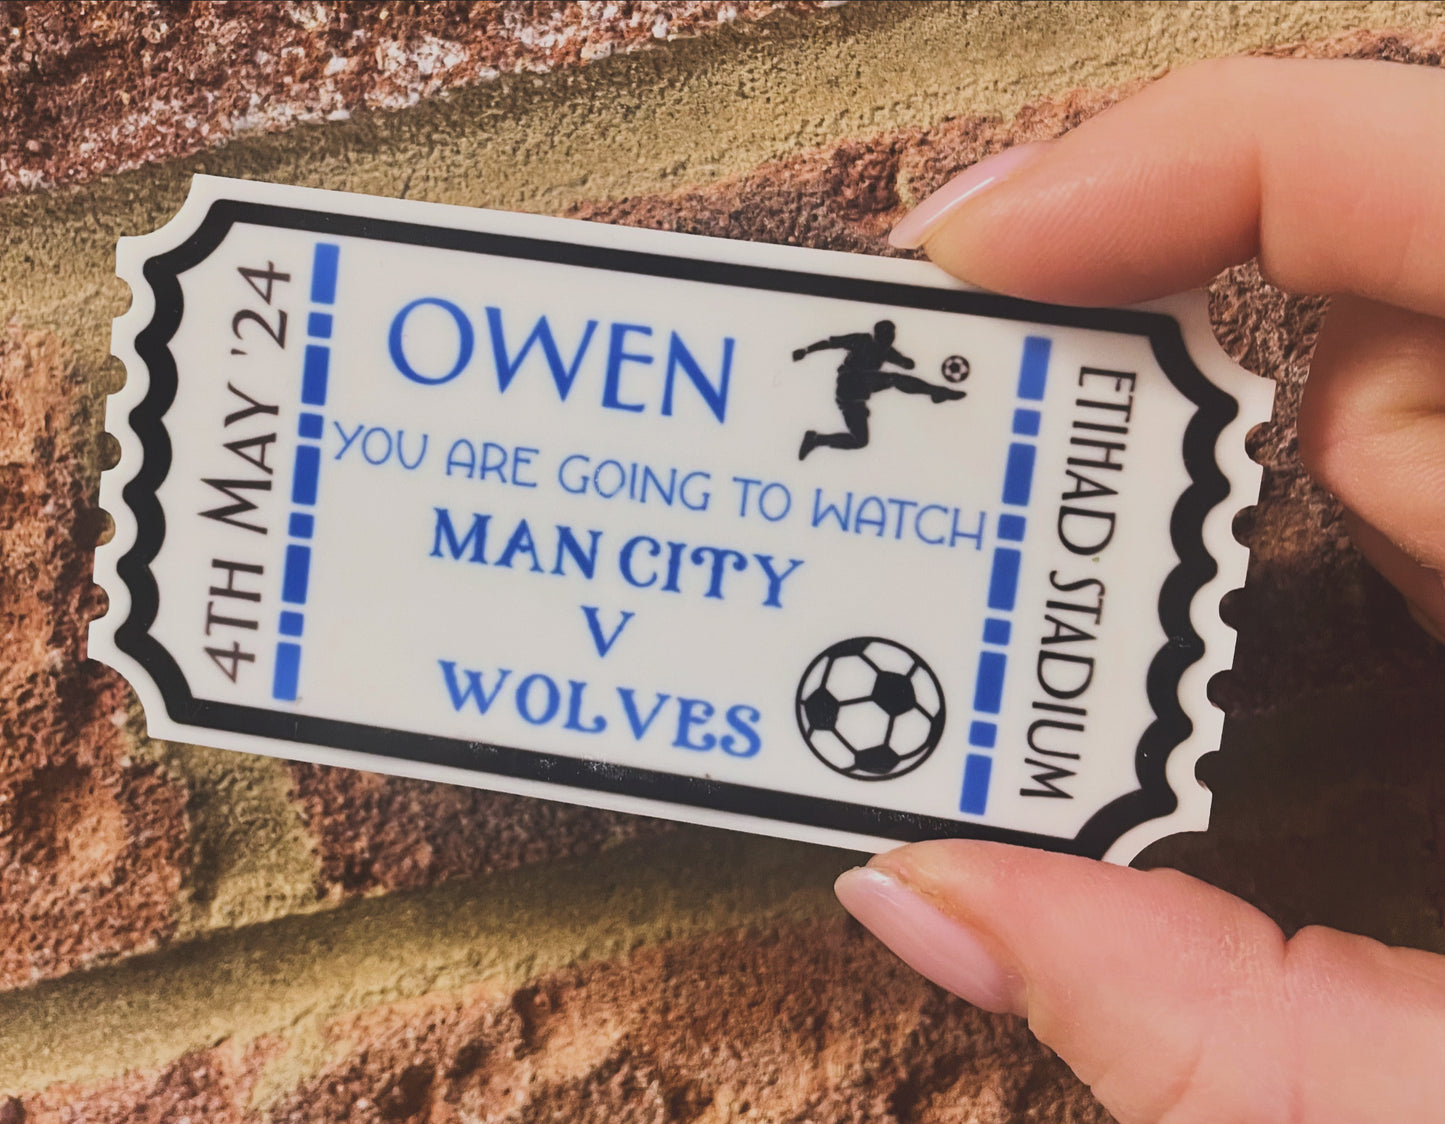 4TH MAY '24
OWEN
YOU ARE GOING TO WATCH
MAN CITY
V
WOLVES
ETIHAD STADIUM